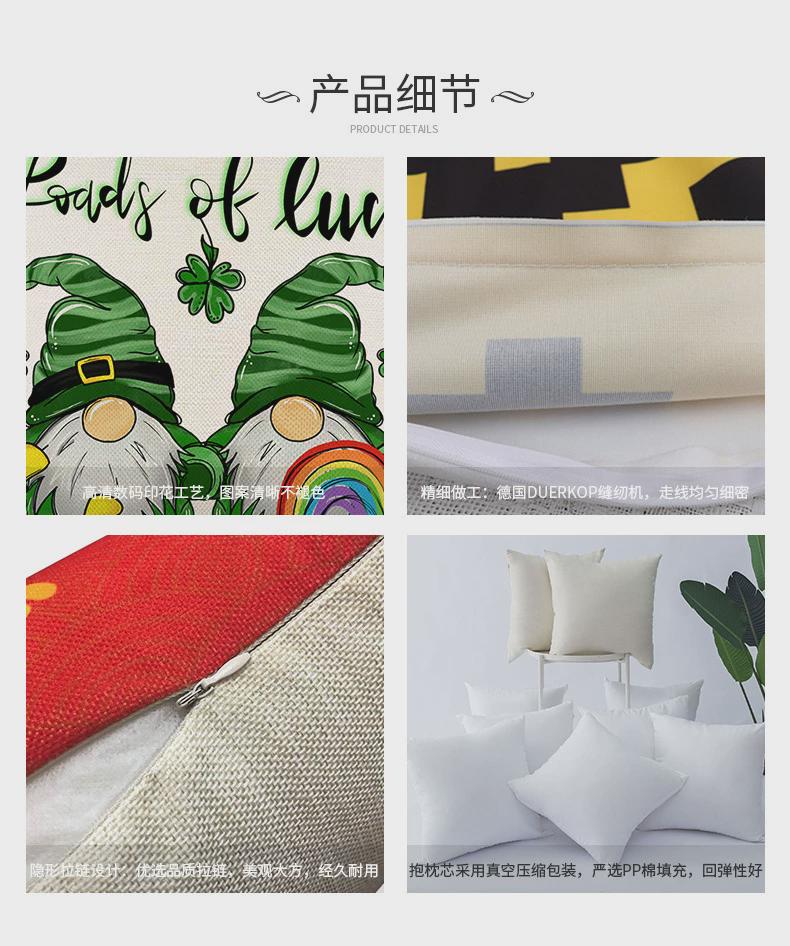 产品细节
PRODUCT DETAILS
Loads of luc
高清数码印花工艺，图案清晰不褪色
精细做工：德国DUERKOP缝纫机，走线均匀细密
隐形拉链设计：优选品质拉链，美观大方，经久耐用
抱枕芯采用真空压缩包装，严选PP棉填充，回弹性好